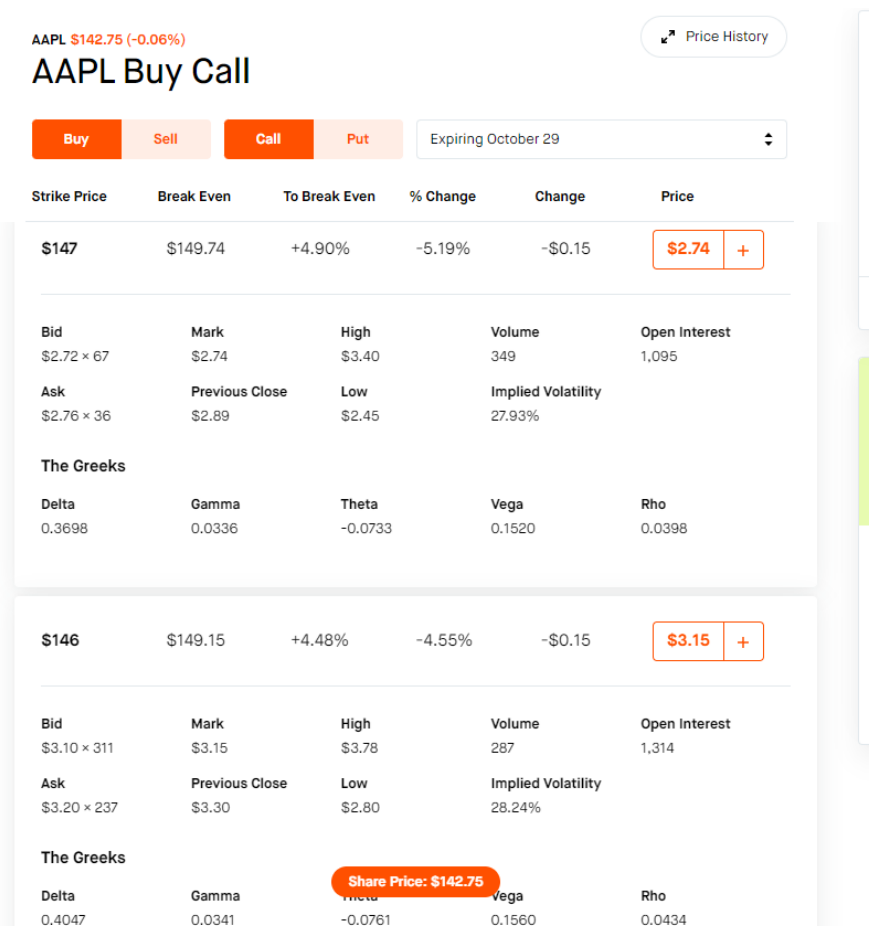 AAPL $142.75 (-0.06%)
Price History
AAPL Buy Call
Buy Sell Call Put Expiring October 29
Strike Price Break Even To Break Even % Change Change Price
$147 $149.74 +4.90% -5.19% -$0.15 $2.74 +
Bid Mark High Volume Open Interest
$2.72 × 67 $2.74 $3.40 349 1,095
Ask Previous Close Low Implied Volatility
$2.76 × 36 $2.89 $2.45 27.93%
The Greeks
Delta Gamma Theta Vega Rho
0.3698 0.0336 -0.0733 0.1520 0.0398
$146 $149.15 +4.48% -4.55% -$0.15 $3.15 +
Bid Mark High Volume Open Interest
$3.10 × 311 $3.15 $3.78 287 1,314
Ask Previous Close Low Implied Volatility
$3.20 × 237 $3.30 $2.80 28.24%
The Greeks
Share Price: $142.75
Delta Gamma Vega Rho
0.4047 0.0341 -0.0761 0.1560 0.0434